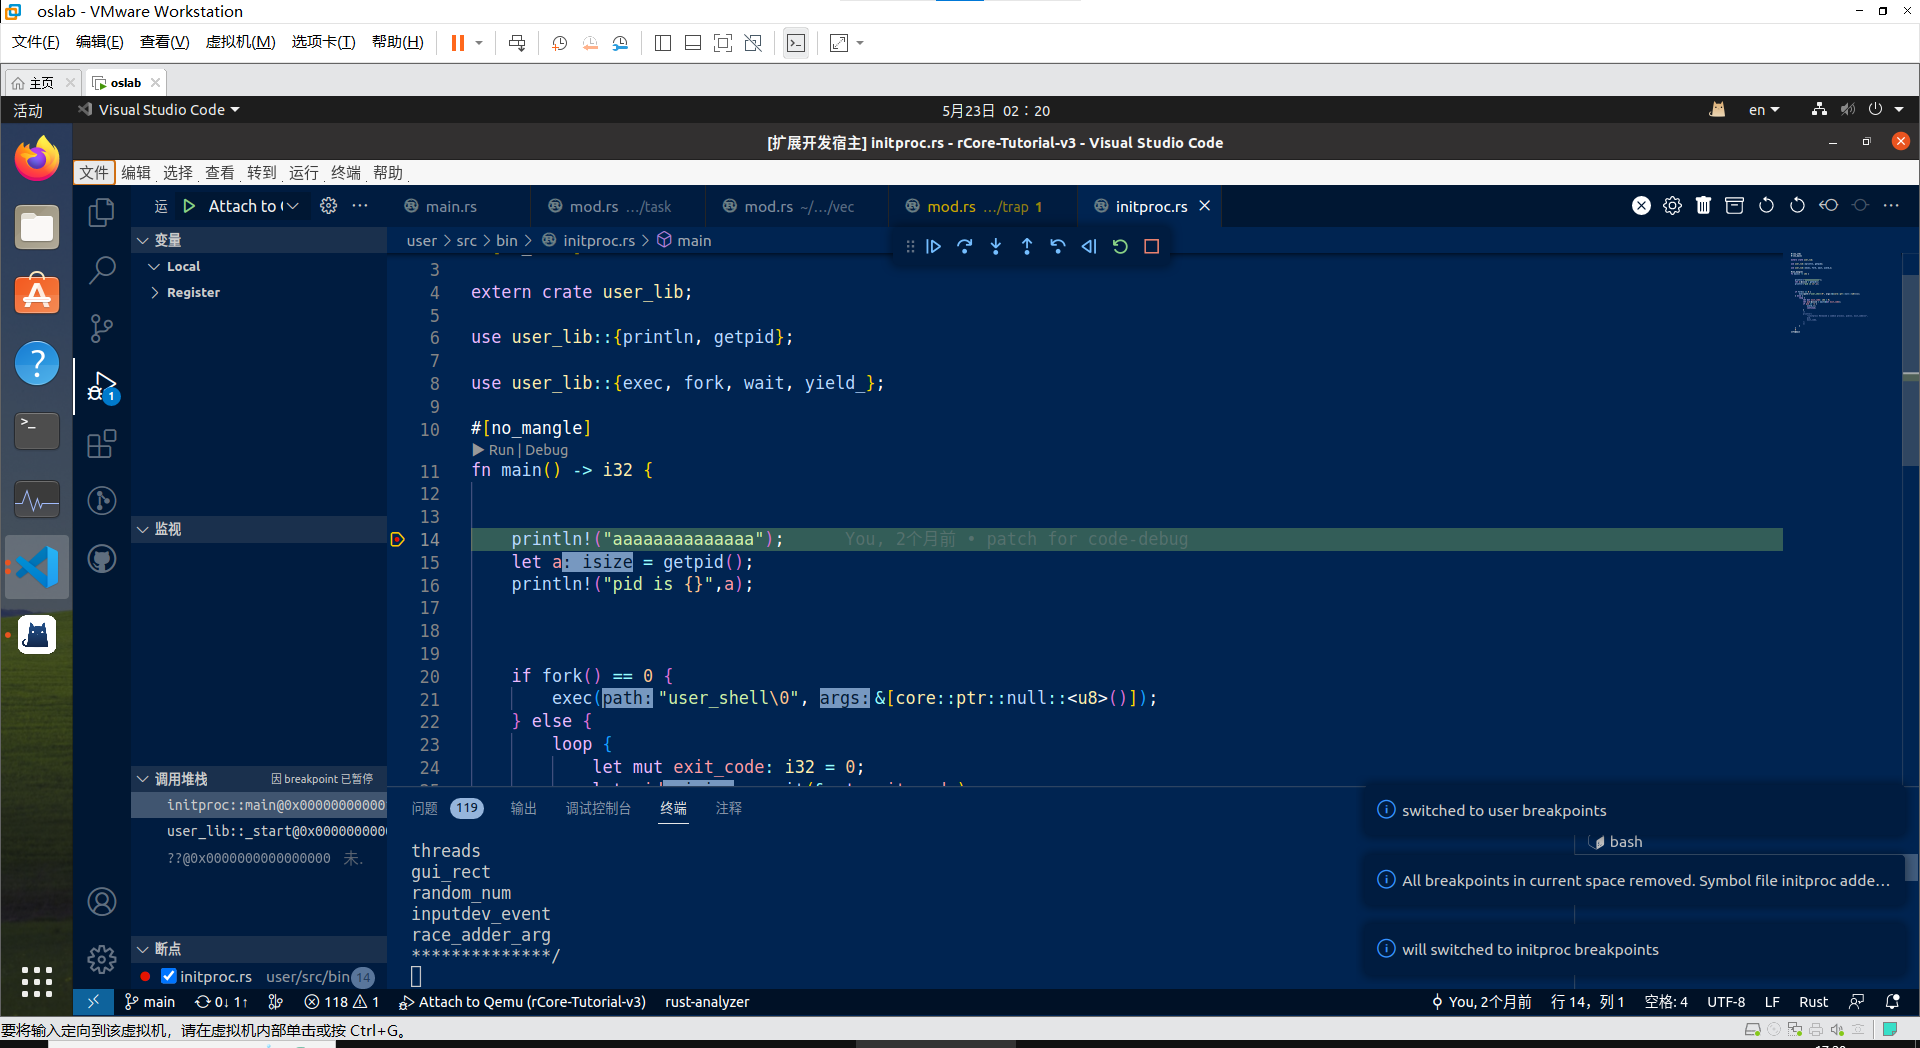 oslab - VMware Workstation
文件(F) 编辑(E) 查看(V) 虚拟机(M) 选项卡(T) 帮助(H)
主页 oslab
活动 Visual Studio Code 5月23日 02：20 en
[扩展开发宿主] initproc.rs - rCore-Tutorial-v3 - Visual Studio Code
文件 编辑 选择 查看 转到 运行 终端 帮助
运 Attach to main.rs mod.rs .../task mod.rs ~/.../vec mod.rs .../trap 1 initproc.rs
user > src > bin > initproc.rs > main
变量
Local
Register
监视
调用堆栈 因 breakpoint 已暂停
initproc::main@0x00000000000
user_lib::_start@0x000000000
??@0x0000000000000000 未.
断点
initproc.rs user/src/bin 14
1
3
4 extern crate user_lib;
5
6 use user_lib::{println, getpid};
7
8 use user_lib::{exec, fork, wait, yield_};
9
10 #[no_mangle]
Run | Debug
11 fn main() -> i32 {
12
13
14 println!("aaaaaaaaaaaaaa"); You, 2个月前 • patch for code-debug
15 let a: isize = getpid();
16 println!("pid is {}",a);
17
18
19
20 if fork() == 0 {
21 exec(path: "user_shell\0", args: &[core::ptr::null::<u8>()]);
22 } else {
23 loop {
24 let mut exit_code: i32 = 0;
问题 119 输出 调试控制台 终端 注释
threads
gui_rect
random_num
inputdev_event
race_adder_arg
**************/
switched to user breakpoints
bash
All breakpoints in current space removed. Symbol file initproc adde...
will switched to initproc breakpoints
main 0↓ 1↑ 118 1 Attach to Qemu (rCore-Tutorial-v3) rust-analyzer You, 2个月前 行 14，列 1 空格: 4 UTF-8 LF Rust
要将输入定向到该虚拟机，请在虚拟机内部单击或按 Ctrl+G。